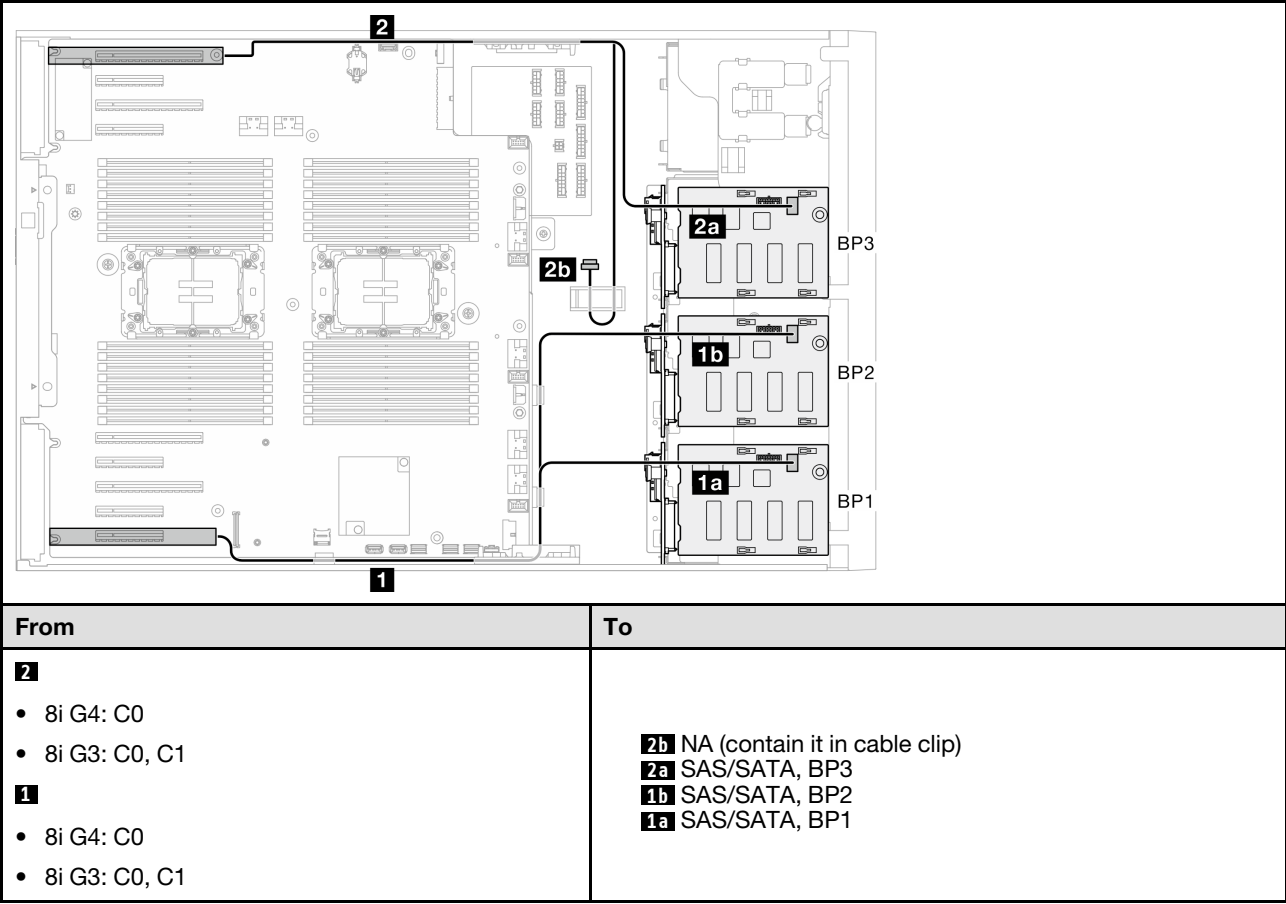 2
2a
BP3
2b
1b
BP2
1a
BP1
1
From
To
2
• 8i G4: C0
• 8i G3: C0, C1
1
• 8i G4: C0
• 8i G3: C0, C1
2b NA (contain it in cable clip)
2a SAS/SATA, BP3
1b SAS/SATA, BP2
1a SAS/SATA, BP1